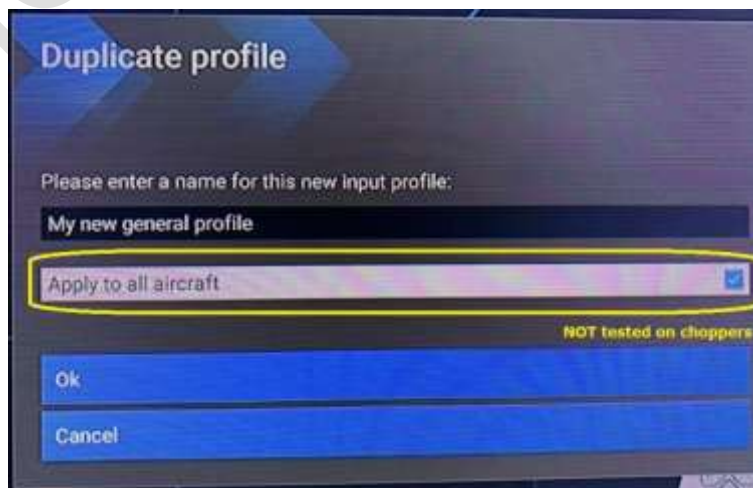 Duplicate profile
Please enter a name for this new input profile:
My new general profile
Apply to all aircraft
NOT tested on choppers
Ok
Cancel